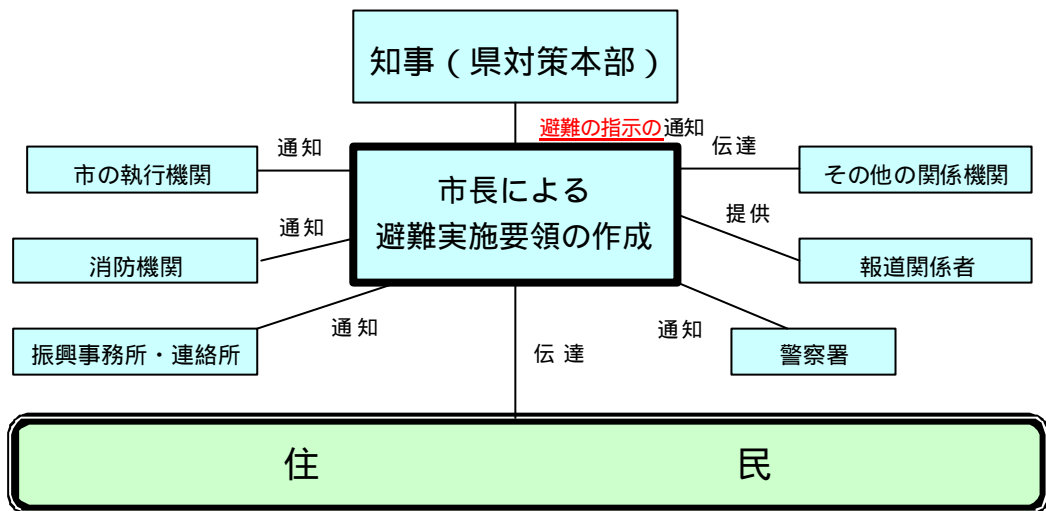 知事（県対策本部）
避難の指示の通知
通知
伝達
市の執行機関
市長による
避難実施要領の作成
その他の関係機関
通知
提供
消防機関
報道関係者
通知
伝達
通知
振興事務所・連絡所
警察署
住民